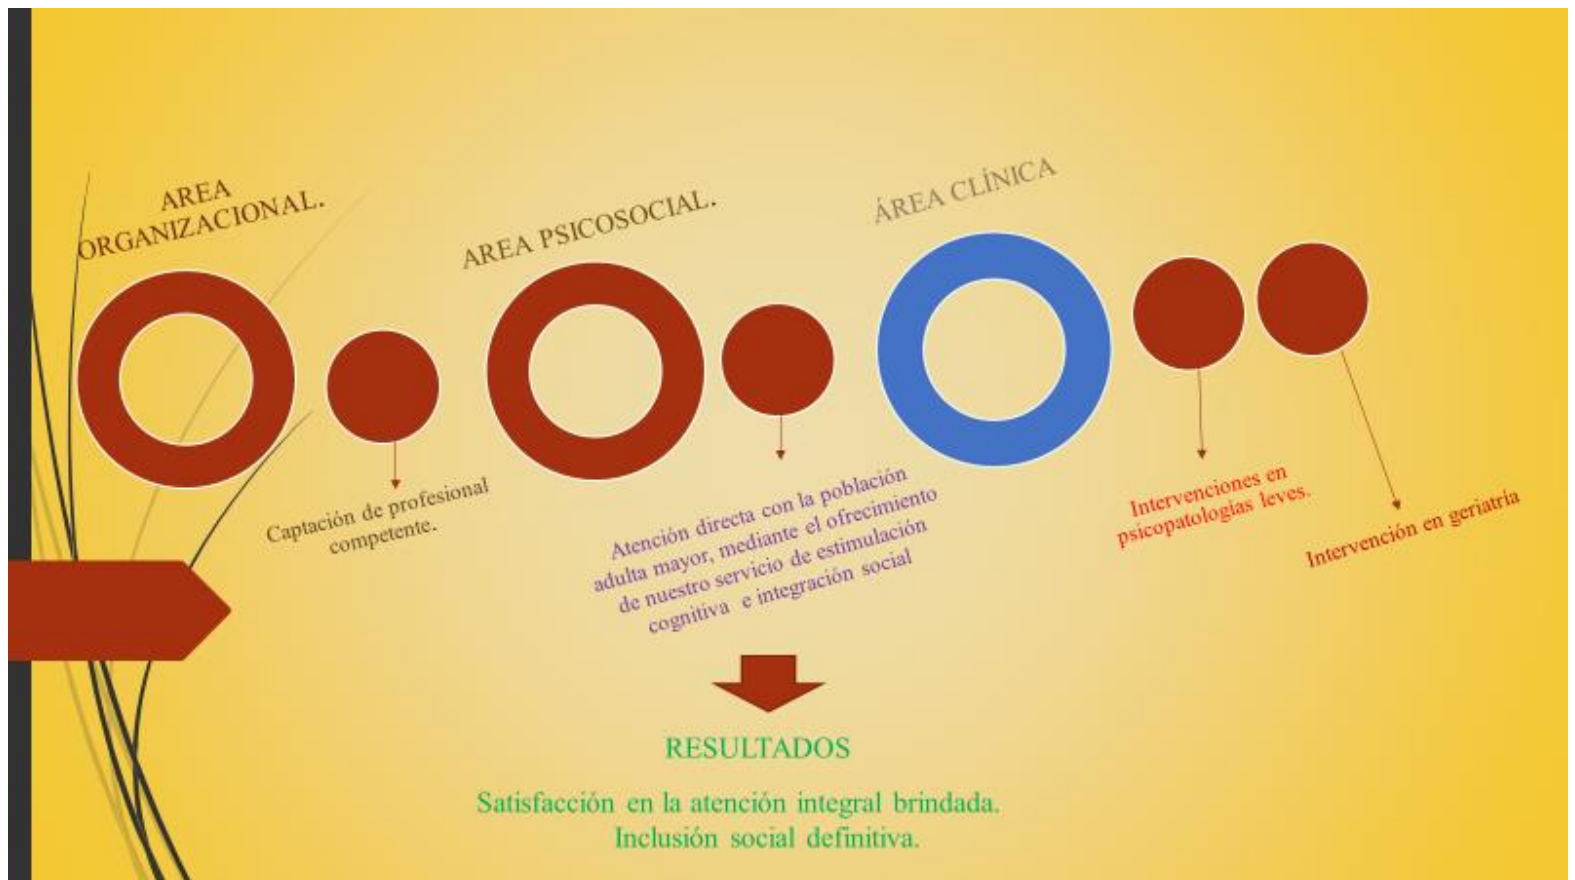 AREA
ORGANIZACIONAL.
AREA PSICOSOCIAL.
ÁREA CLÍNICA
Captación de profesional
competente.
Atención directa con la población
adulta mayor, mediante el ofrecimiento
de nuestro servicio de estimulación
cognitiva e integración social
Intervenciones en
psicopatologías leves.
Intervención en geriatría
RESULTADOS
Satisfacción en la atención integral brindada.
Inclusión social definitiva.